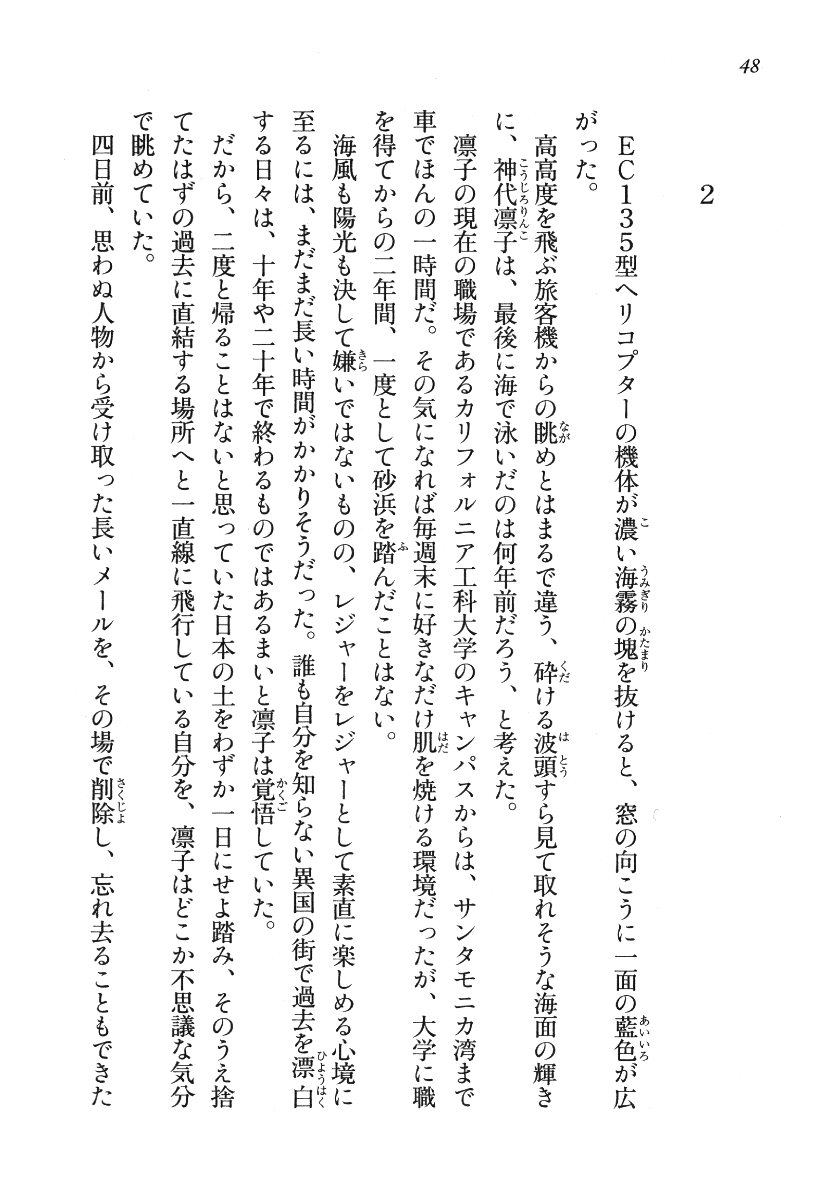 48
2
　ＥＣ１３５型ヘリコプターの機体が濃い海霧の塊を抜けると、窓の向こうに一面の藍色が広
がった。
　高高度を飛ぶ旅客機からの眺めとはまるで違う、砕ける波頭すら見て取れそうな海面の輝き
に、神代凛子は、最後に海で泳いだのは何年前だろう、と考えた。
　凛子の現在の職場であるカリフォルニア工科大学のキャンパスからは、サンタモニカ湾まで
車でほんの一時間だ。その気になれば毎週末に好きなだけ肌を焼ける環境だったが、大学に職
を得てからの二年間、一度として砂浜を踏んだことはない。
　海風も陽光も決して嫌いではないものの、レジャーをレジャーとして素直に楽しめる心境に
至るには、まだまだ長い時間がかかりそうだった。誰も自分を知らない異国の街で過去を漂白
する日々は、十年や二十年で終わるものではあるまいと凛子は覚悟していた。
　だから、二度と帰ることはないと思っていた日本の土をわずか一日にせよ踏み、そのうえ捨
てたはずの過去に直結する場所へと一直線に飛行している自分を、凛子はどこか不思議な気分
で眺めていた。
　四日前、思わぬ人物から受け取った長いメールを、その場で削除し、忘れ去ることもできた